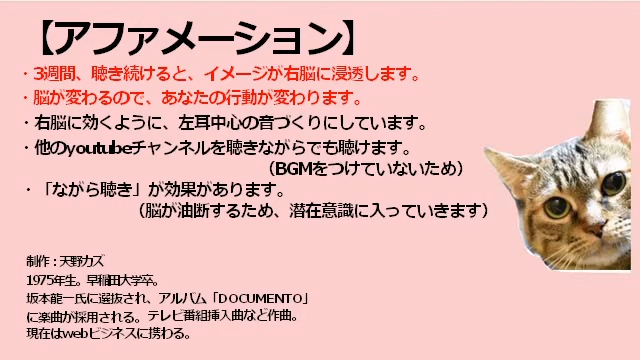 【アファメーション】
・3週間、聴き続けると、イメージが右脳に浸透します。
・脳が変わるので、あなたの行動が変わります。
・右脳に効くように、左耳中心の音づくりにしています。
・他のyoutubeチャンネルを聴きながらでも聴けます。
（BGMをつけていないため）
・「ながら聴き」が効果があります。
（脳が油断するため、潜在意識に入っていきます）
制作：天野カズ
1975年生。早稲田大学卒。
坂本龍一氏に選抜され、アルバム「DOCUMENTO」
に楽曲が採用される。テレビ番組挿入曲など作曲。
現在はwebビジネスに携わる。